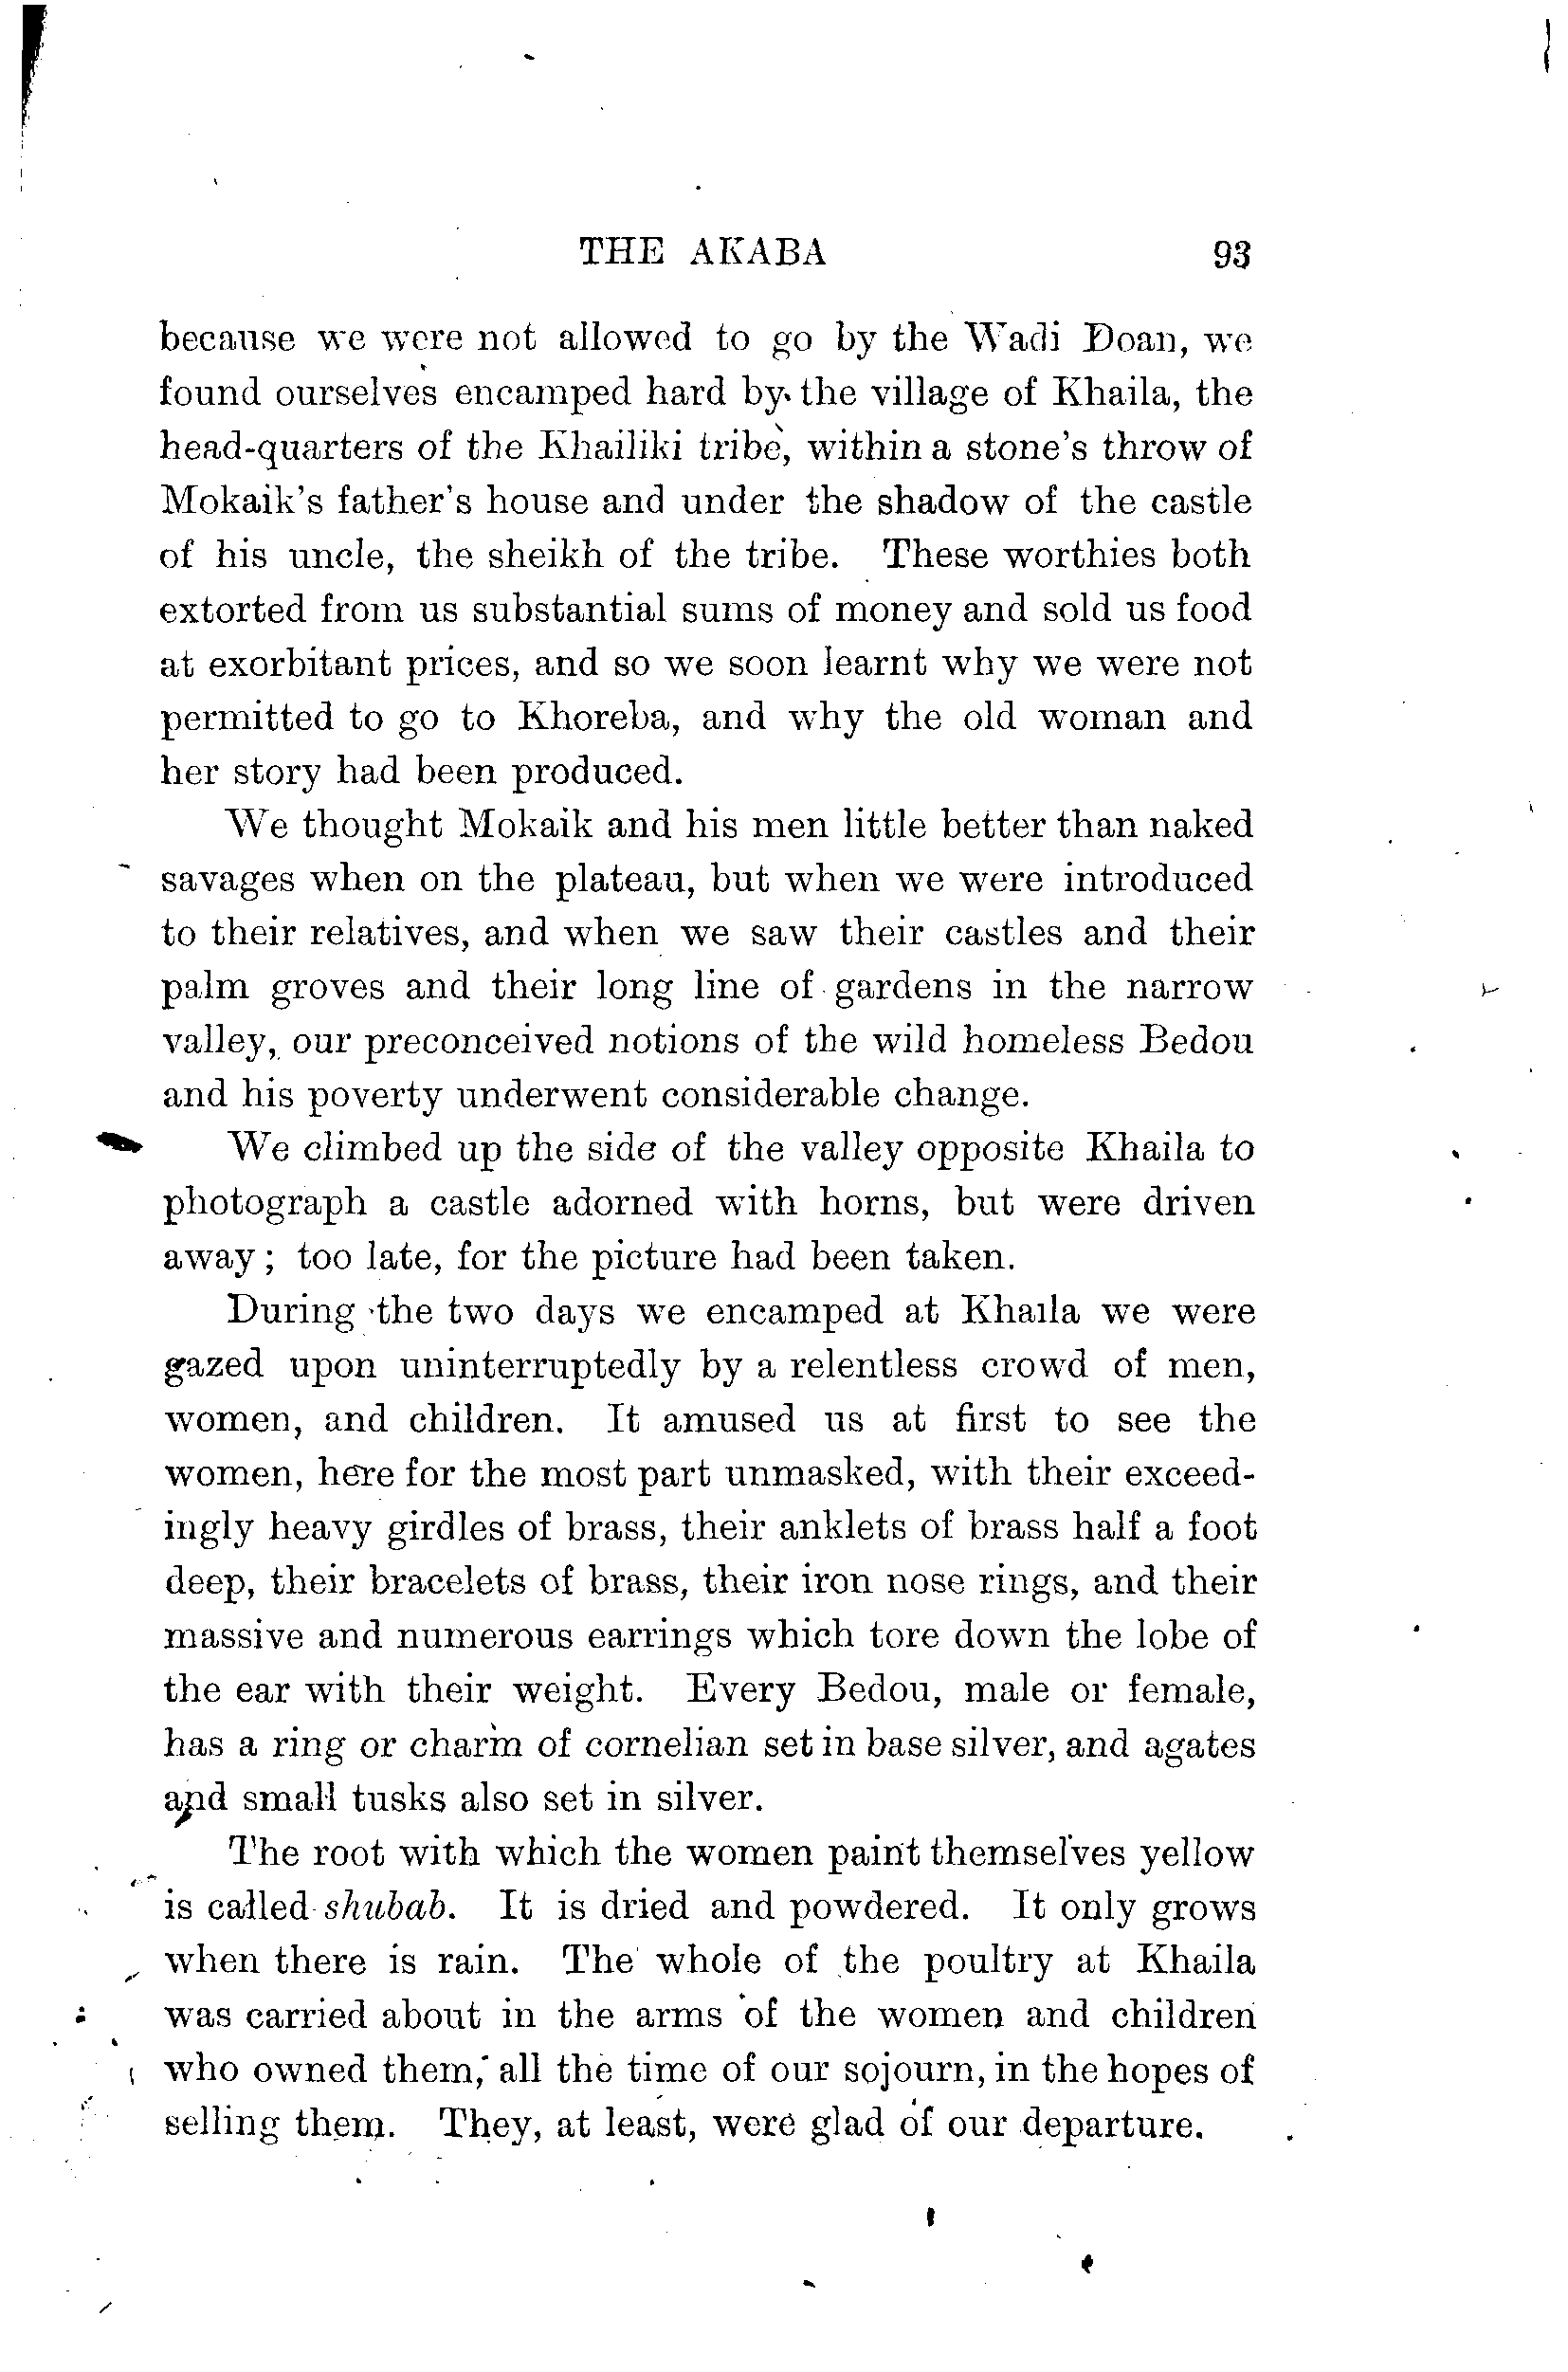 THE AKABA 93
because we were not allowed to go by the Wadi Doan, we
found ourselves encamped hard by the village of Khaila, the
head-quarters of the Khailiki tribe, within a stone's throw of
Mokaik's father's house and under the shadow of the castle
of his uncle, the sheikh of the tribe. These worthies both
extorted from us substantial sums of money and sold us food
at exorbitant prices, and so we soon learnt why we were not
permitted to go to Khoreba, and why the old woman and
her story had been produced.
We thought Mokaik and his men little better than naked
savages when on the plateau, but when we were introduced
to their relatives, and when we saw their castles and their
palm groves and their long line of gardens in the narrow
valley, our preconceived notions of the wild homeless Bedou
and his poverty underwent considerable change.
We climbed up the side of the valley opposite Khaila to
photograph a castle adorned with horns, but were driven
away ; too late, for the picture had been taken.
During the two days we encamped at Khaila we were
gazed upon uninterruptedly by a relentless crowd of men,
women, and children. It amused us at first to see the
women, here for the most part unmasked, with their exceed-
ingly heavy girdles of brass, their anklets of brass half a foot
deep, their bracelets of brass, their iron nose rings, and their
massive and numerous earrings which tore down the lobe of
the ear with their weight. Every Bedou, male or female,
has a ring or charm of cornelian set in base silver, and agates
and small tusks also set in silver.
The root with which the women paint themselves yellow
is called shubab. It is dried and powdered. It only grows
when there is rain. The whole of the poultry at Khaila
was carried about in the arms of the women and children
who owned them, all the time of our sojourn, in the hopes of
selling them. They, at least, were glad of our departure.